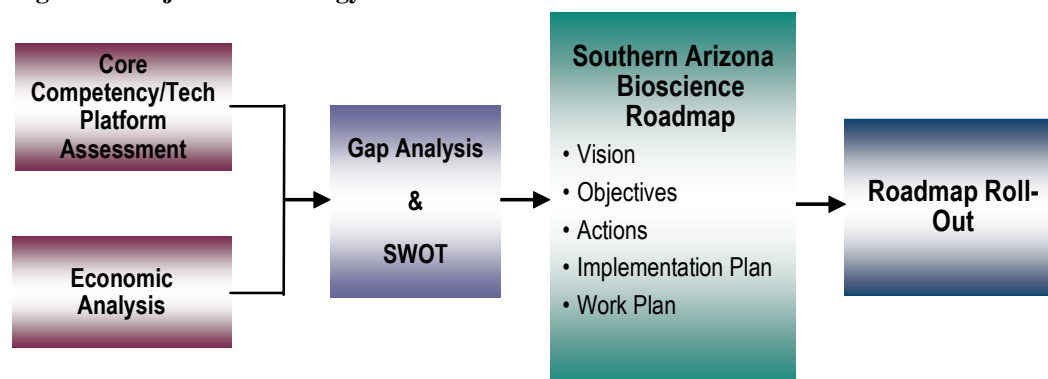 Core
Competency/Tech
Platform
Assessment
Economic
Analysis
Gap Analysis
&
SWOT
Southern Arizona
Bioscience
Roadmap
• Vision
• Objectives
• Actions
• Implementation Plan
• Work Plan
Roadmap Roll-
Out